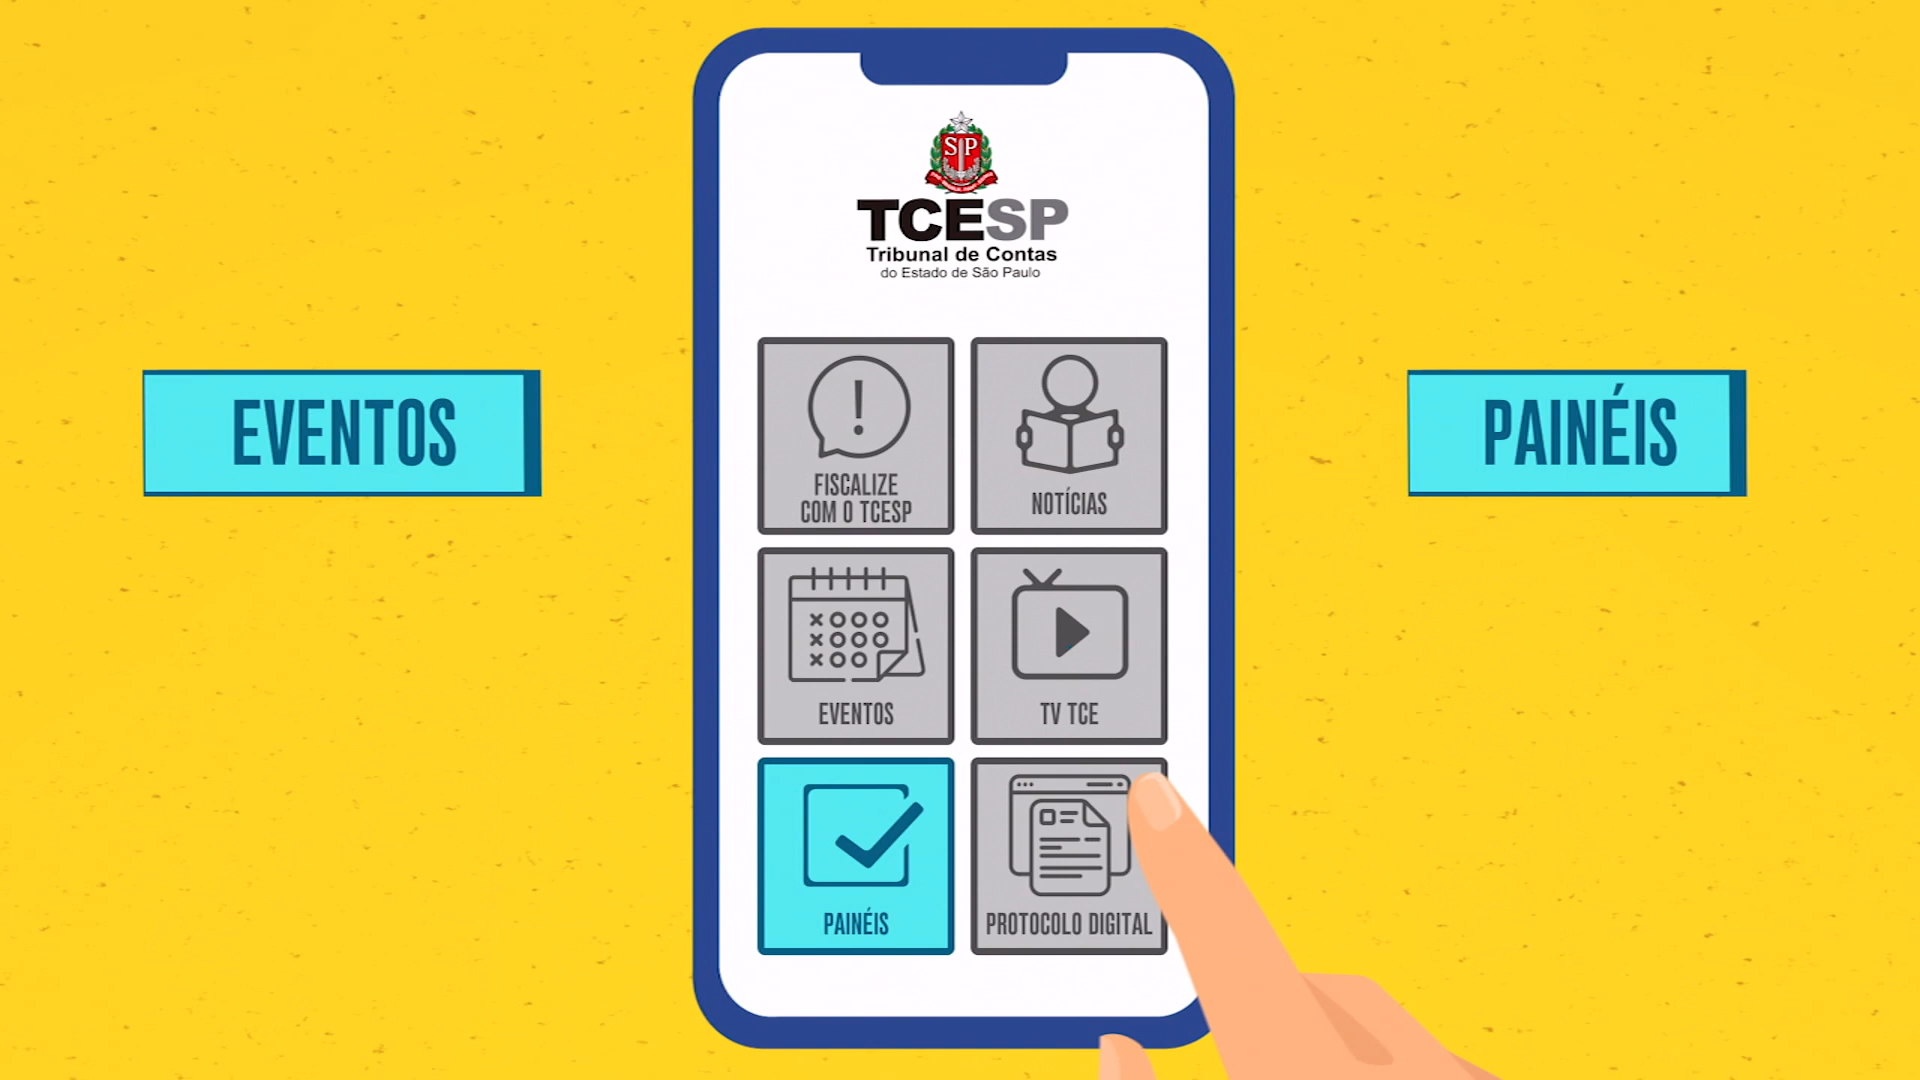 SP
TCESP
Tribunal de Contas
do Estado de São Paulo
EVENTOS
PAINÉIS
FISCALIZE
COM O TCESP
NOTÍCIAS
EVENTOS
TV TCE
PAINÉIS
PROTOCOLO DIGITAL